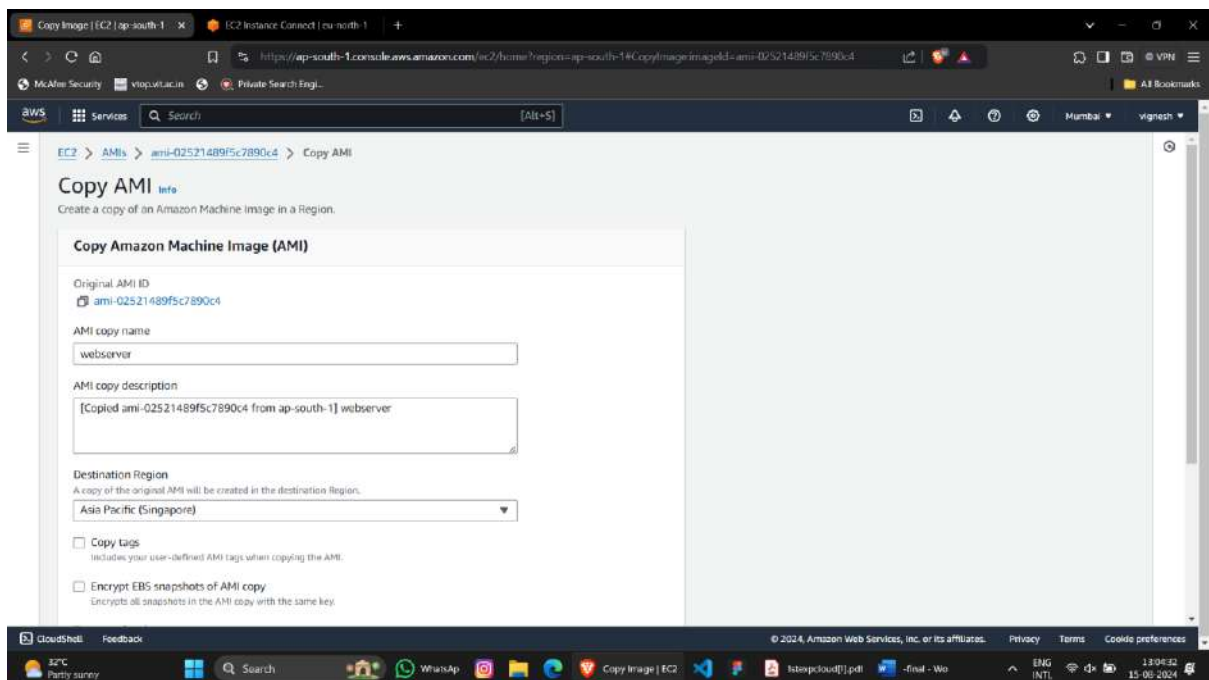 Copy Image | EC2 | ap-south-1
EC2 Instance Connect | eu-north-1
https://ap-south-1.console.aws.amazon.com/ec2/home?region=ap-south-1#CopyImage:imageId=ami-02521489f5c7890c4
VPN
McAfee Security
vtop.vit.ac.in
Private Search Engi...
All Bookmarks
aws
Services
Search
[Alt+S]
Mumbai
vignesh
EC2 > AMIs > ami-02521489f5c7890c4 > Copy AMI
Copy AMI Info
Create a copy of an Amazon Machine Image in a Region.
Copy Amazon Machine Image (AMI)
Original AMI ID
ami-02521489f5c7890c4
AMI copy name
webserver
AMI copy description
[Copied ami-02521489f5c7890c4 from ap-south-1] webserver
Destination Region
A copy of the original AMI will be created in the destination Region.
Asia Pacific (Singapore)
Copy tags
Includes your user-defined AMI tags when copying the AMI.
Encrypt EBS snapshots of AMI copy
Encrypts all snapshots in the AMI copy with the same key.
CloudShell
Feedback
© 2024, Amazon Web Services, Inc. or its affiliates.
Privacy
Terms
Cookie preferences
32°C
Partly sunny
Search
WhatsAp
Copy Image | EC2
1stexpcloud[1].pdf
-final - Wo
ENG
INTL
13:04:32
15-08-2024